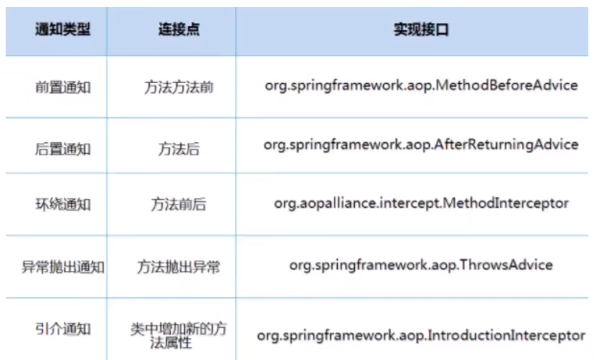 通知类型 连接点 实现接口
前置通知 方法方法前 org.springframework.aop.MethodBeforeAdvice
后置通知 方法后 org.springframework.aop.AfterReturningAdvice
环绕通知 方法前后 org.aopalliance.intercept.MethodInterceptor
异常抛出通知 方法抛出异常 org.springframework.aop.ThrowsAdvice
引介通知 类中增加新的方
法属性 org.springframework.aop.IntroductionInterceptor